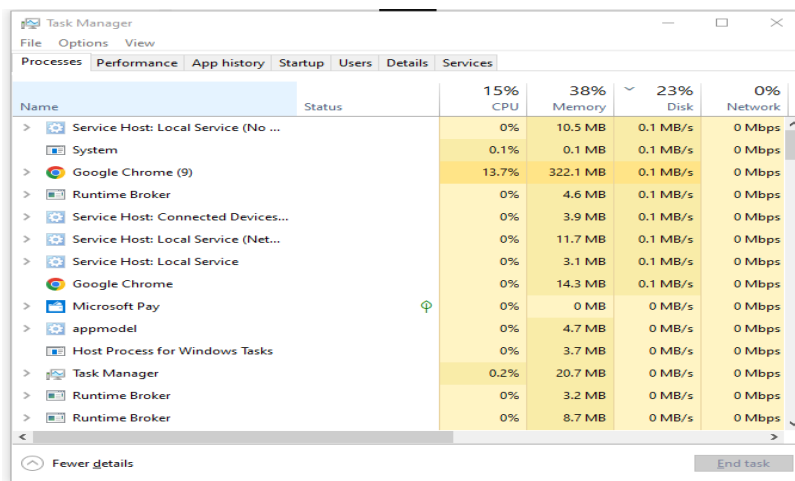 Task Manager
File Options View
Processes Performance App history Startup Users Details Services
15% 38% 23% 0%
Name Status CPU Memory Disk Network
Service Host: Local Service (No ... 0% 10.5 MB 0.1 MB/s 0 Mbps
System 0.1% 0.1 MB 0.1 MB/s 0 Mbps
Google Chrome (9) 13.7% 322.1 MB 0.1 MB/s 0 Mbps
Runtime Broker 0% 4.6 MB 0.1 MB/s 0 Mbps
Service Host: Connected Devices... 0% 3.9 MB 0.1 MB/s 0 Mbps
Service Host: Local Service (Net... 0% 11.7 MB 0.1 MB/s 0 Mbps
Service Host: Local Service 0% 3.1 MB 0.1 MB/s 0 Mbps
Google Chrome 0% 14.3 MB 0.1 MB/s 0 Mbps
Microsoft Pay 0% 0 MB 0 MB/s 0 Mbps
appmodel 0% 4.7 MB 0 MB/s 0 Mbps
Host Process for Windows Tasks 0% 3.7 MB 0 MB/s 0 Mbps
Task Manager 0.2% 20.7 MB 0 MB/s 0 Mbps
Runtime Broker 0% 3.2 MB 0 MB/s 0 Mbps
Runtime Broker 0% 8.7 MB 0 MB/s 0 Mbps
Fewer details End task